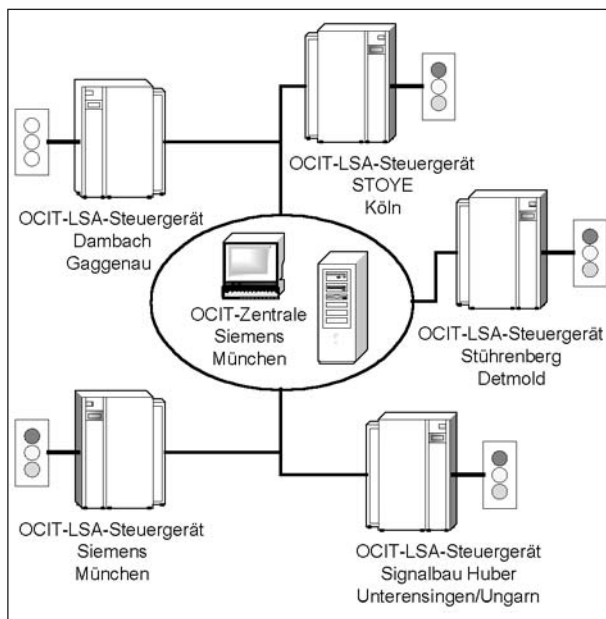 OCIT-LSA-Steuergerät
STOYE
Köln
OCIT-LSA-Steuergerät
Dambach
Gaggenau
OCIT-Zentrale
Siemens
München
OCIT-LSA-Steuergerät
Stührenberg
Detmold
OCIT-LSA-Steuergerät
Siemens
München
OCIT-LSA-Steuergerät
Signalbau Huber
Unterensingen/Ungarn